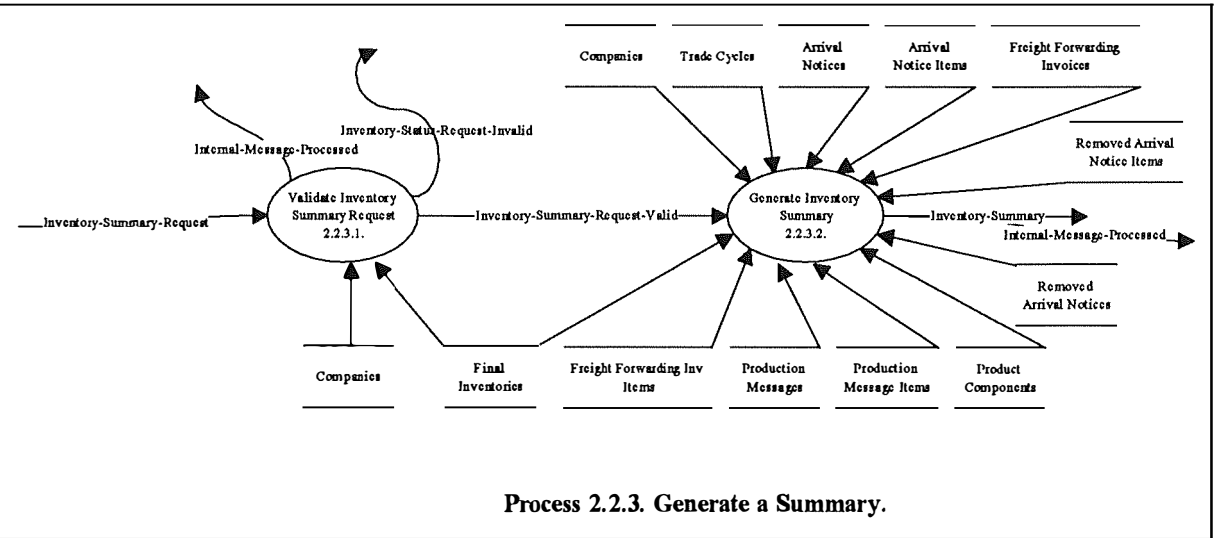 Companies
Trade Cycles
Arrival
Notices
Arrival
Notice Items
Freight Forwarding
Invoices
Inventory-Status-Request-Invalid
Internal-Message-Processed
Removed Arrival
Notice Items
Validate Inventory
Summary Request
2.2.3.1.
Generate Inventory
Summary
2.2.3.2.
Inventory-Summary-Request
Inventory-Summary-Request-Valid
Inventory-Summary
Internal-Message-Processed
Removed
Arrival Notices
Companies
Final
Inventories
Freight Forwarding Inv
Items
Production
Messages
Production
Message Items
Product
Components
Process 2.2.3. Generate a Summary.